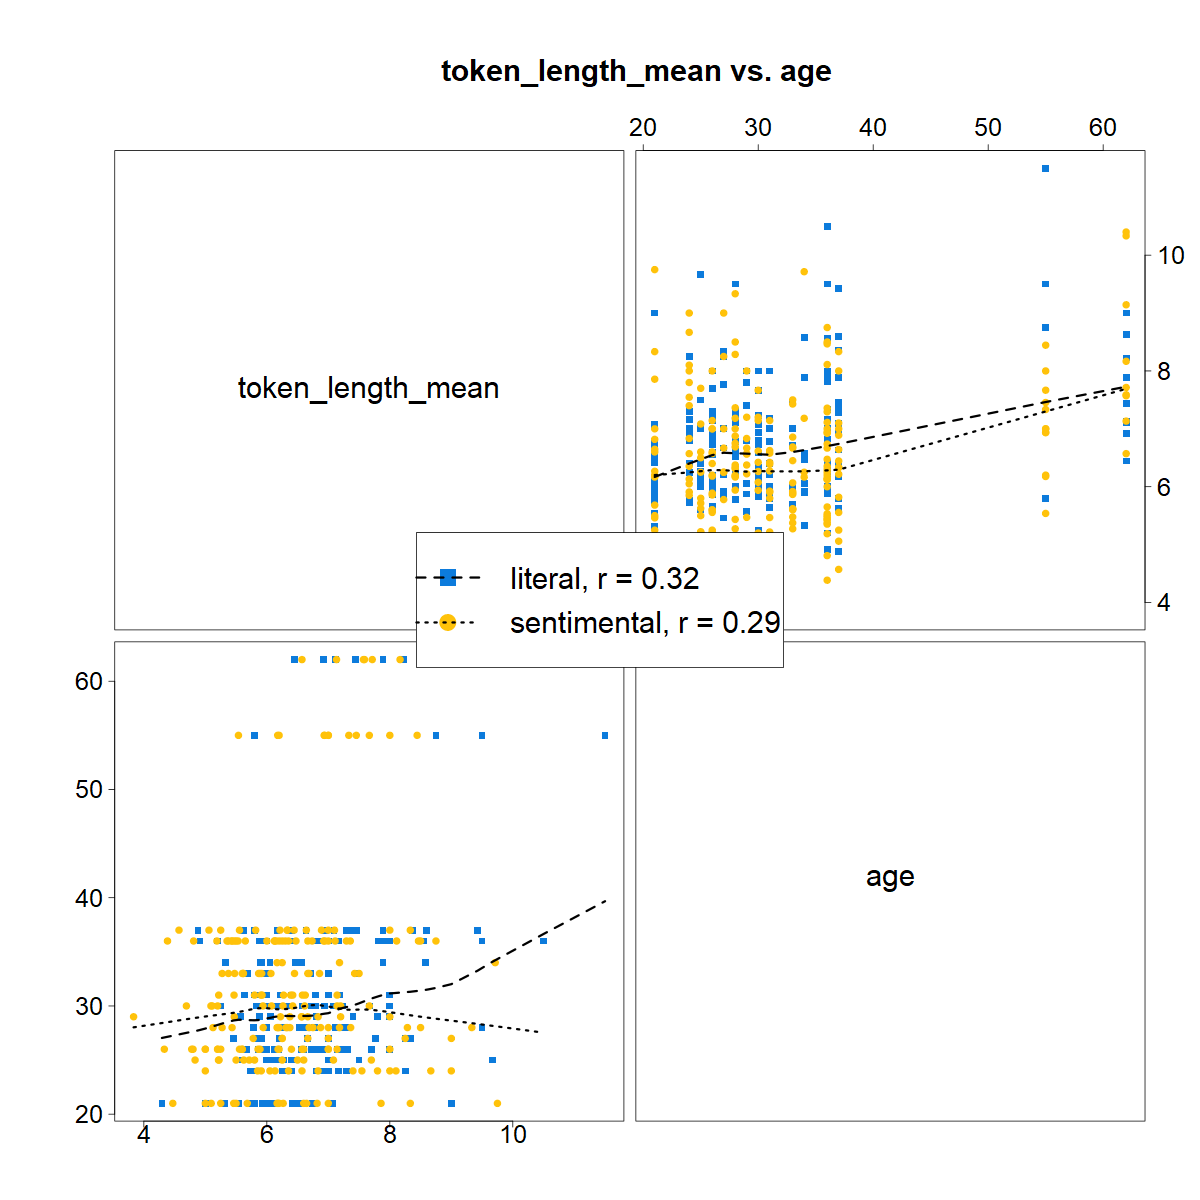 token_length_mean vs. age
20 30 40 50 60
token_length_mean
10
8
6
4
literal, r = 0.32
sentimental, r = 0.29
60
50
40
30
20
age
4 6 8 10